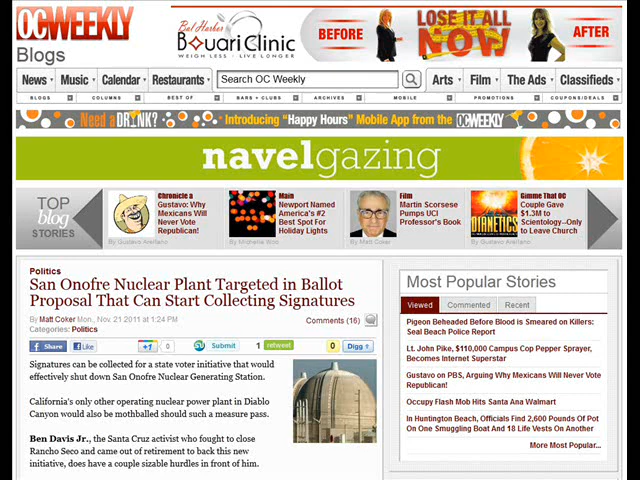 OCWEEKLY
Blogs
Bal Harbor
Bouari Clinic
WEIGH LESS · LIVE LONGER
BEFORE
LOSE IT ALL
NOW
AFTER
News
Music
Calendar
Restaurants
Search OC Weekly
Arts
Film
The Ads
Classifieds
BLOGS
COLUMNS
BEST OF
BARS + CLUBS
ARCHIVES
MOBILE
PROMOTIONS
COUPONS/DEALS
Need a DRINK?
Introducing "Happy Hours" Mobile App from the OCWEEKLY
navelgazing
TOP
blog
STORIES
Chronicle a
Gustavo: Why
Mexicans Will
Never Vote
Republican!
By Gustavo Arellano
Main
Newport Named
America's #2
Best Spot For
Holiday Lights
By Michelle Woo
Film
Martin Scorsese
Pumps UCI
Professor's Book
By Matt Coker
DIANETICS
Gimme That OC
Couple Gave
$1.3M to
Scientology--Only
to Leave Church
By Gustavo Arellano
Politics
San Onofre Nuclear Plant Targeted in Ballot
Proposal That Can Start Collecting Signatures
By Matt Coker Mon., Nov. 21 2011 at 1:24 PM
Comments (16)
Categories: Politics
Share
Like
+1
0
Submit
1
retweet
0
Digg
Signatures can be collected for a state voter initiative that would
effectively shut down San Onofre Nuclear Generating Station.
California's only other operating nuclear power plant in Diablo
Canyon would also be mothballed should such a measure pass.
Ben Davis Jr., the Santa Cruz activist who fought to close
Rancho Seco and came out of retirement to back this new
initiative, does have a couple sizable hurdles in front of him.
Most Popular Stories
Viewed
Commented
Recent
Pigeon Beheaded Before Blood is Smeared on Killers:
Seal Beach Police Report
Lt. John Pike, $110,000 Campus Cop Pepper Sprayer,
Becomes Internet Superstar
Gustavo on PBS, Arguing Why Mexicans Will Never Vote
Republican!
Occupy Flash Mob Hits Santa Ana Walmart
In Huntington Beach, Officials Find 2,600 Pounds Of Pot
On One Smuggling Boat And 18 Life Vests On Another
More Most Popular...